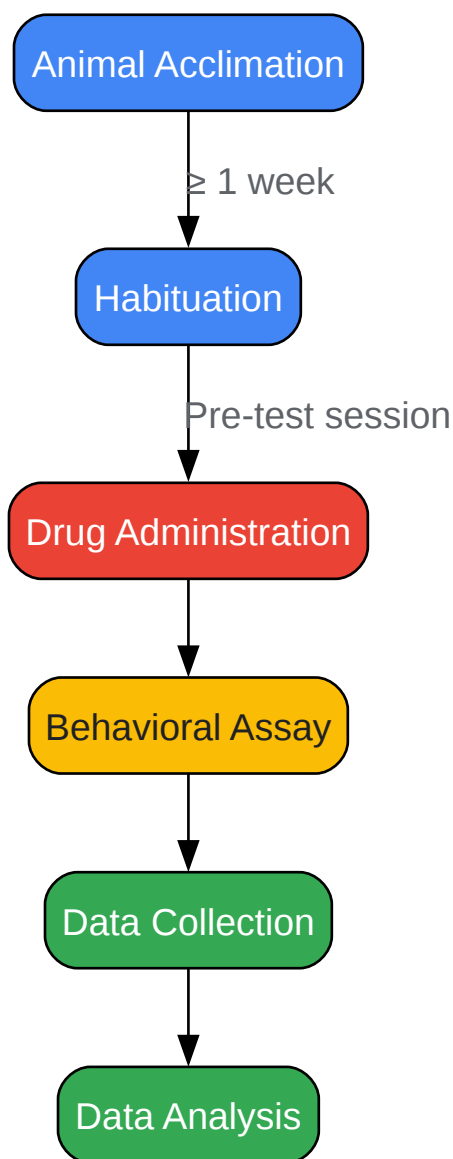 Animal Acclimation
≥ 1 week
Habituation
Pre-test session
Drug Administration
Behavioral Assay
Data Collection
Data Analysis